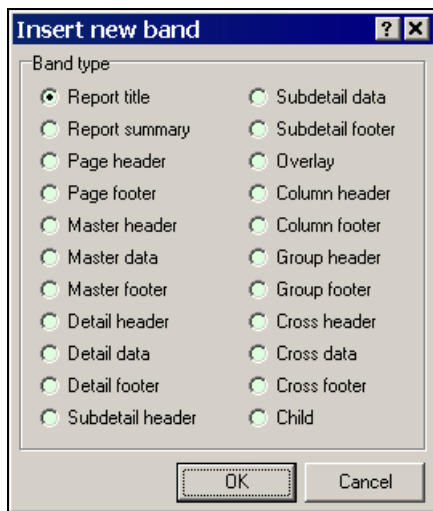 Insert new band
Band type
Report title
Report summary
Page header
Page footer
Master header
Master data
Master footer
Detail header
Detail data
Detail footer
Subdetail header
Subdetail data
Subdetail footer
Overlay
Column header
Column footer
Group header
Group footer
Cross header
Cross data
Cross footer
Child
OK
Cancel